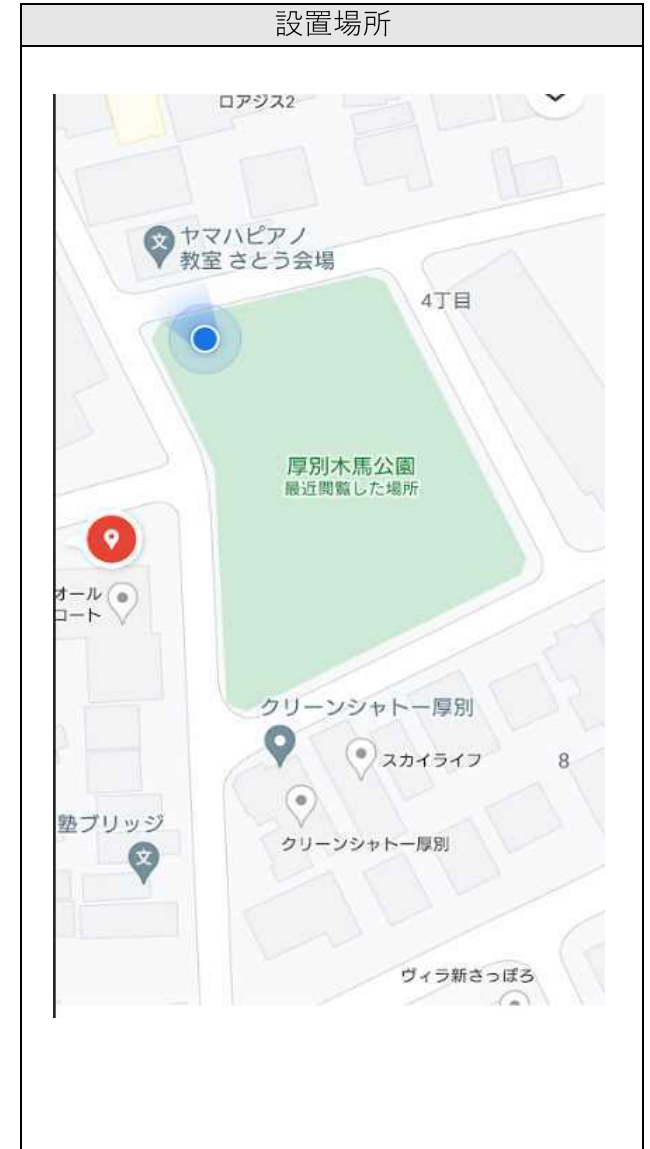 設置場所
ロアジス2
ヤマハピアノ
教室 さとう会場
4丁目
厚別木馬公園
最近閲覧した場所
オール
コート
クリーンシャトー厚別
スカイライフ
8
塾ブリッジ
クリーンシャトー厚別
ヴィラ新さっぽろ